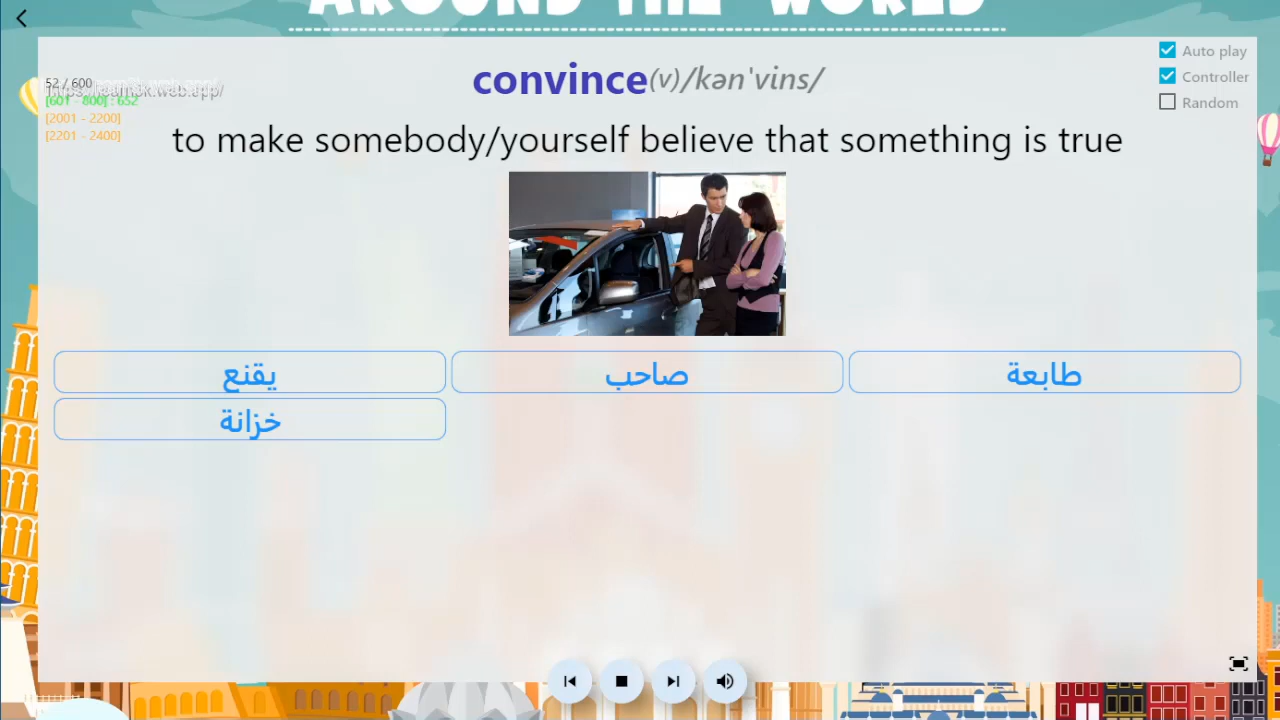 AROUND THE WORLD
Auto play
52 / 600
convince(v)/kən'vins/
Controller
[601 - 800] : 652
Random
[2001 - 2200]
[2201 - 2400]
to make somebody/yourself believe that something is true
يقنع
صاحب
طابعة
خزانة